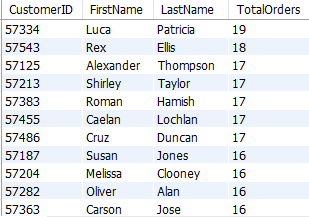 CustomerID FirstName LastName TotalOrders
57334 Luca Patricia 19
57543 Rex Ellis 18
57125 Alexander Thompson 17
57213 Shirley Taylor 17
57383 Roman Hamish 17
57455 Caelan Lochlan 17
57486 Cruz Duncan 17
57187 Susan Jones 16
57204 Melissa Clooney 16
57282 Oliver Alan 16
57363 Carson Jose 16